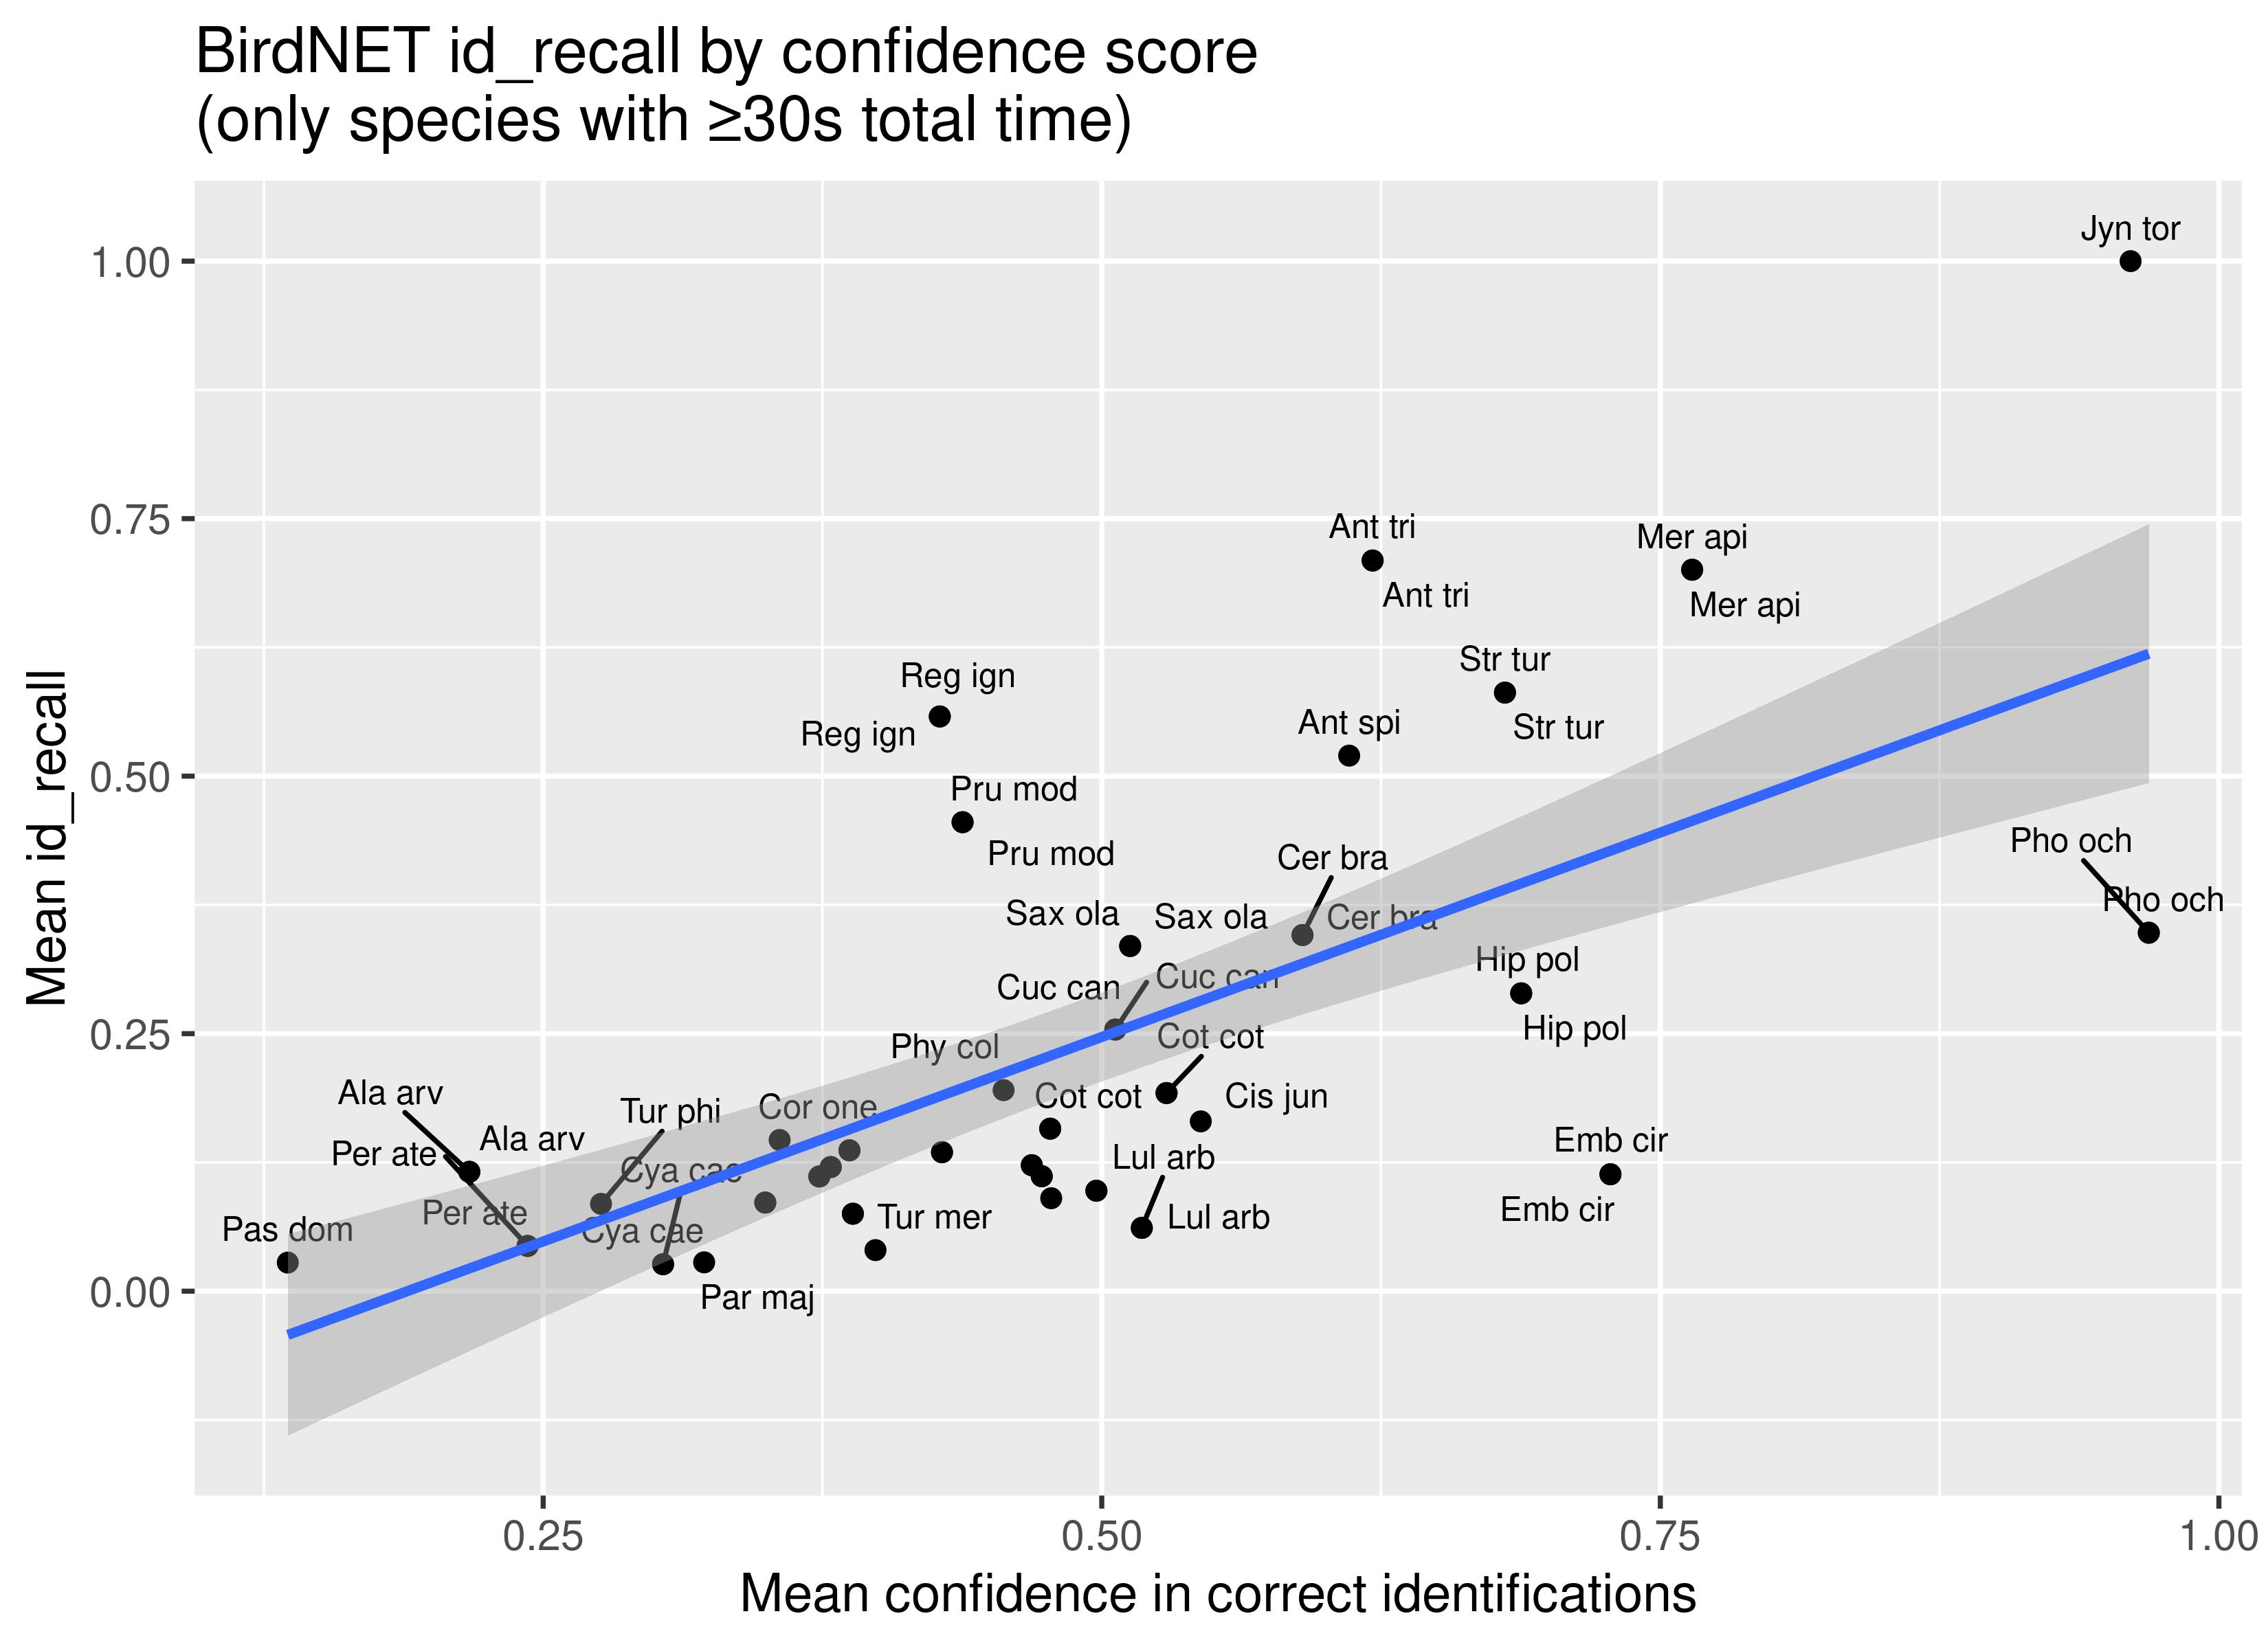 BirdNET id_recall by confidence score
(only species with ≥30s total time)
Mean id_recall
1.00
0.75
0.50
0.25
0.00
Jyn tor
Ant tri
Mer api
Ant tri
Mer api
Str tur
Reg ign
Ant spi
Str tur
Reg ign
Pru mod
Pho och
Pru mod
Cer bra
Pho och
Sax ola
Sax ola
Cer bra
Hip pol
Cuc can
Cuc can
Hip pol
Phy col
Cot cot
Ala arv
Cot cot
Cis jun
Tur phi
Cor one
Ala arv
Emb cir
Per ate
Lul arb
Cya cae
Per ate
Tur mer
Lul arb
Emb cir
Pas dom
Cya cae
Par maj
0.25
0.50
0.75
1.00
Mean confidence in correct identifications